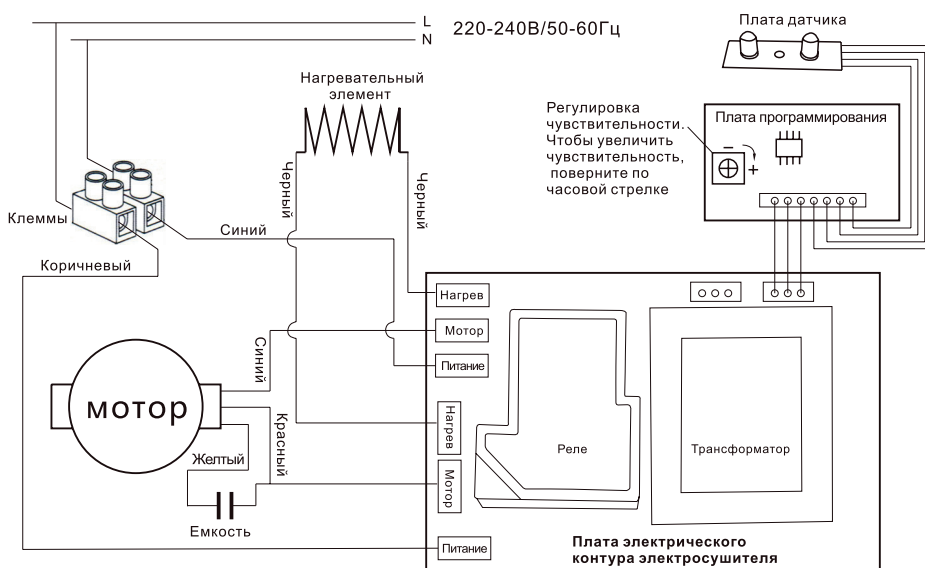 L
N
220-240В/50-60Гц
Плата датчика
Нагревательный
элемент
Регулировка
чувствительности.
Чтобы увеличить
чувствительность,
поверните по
часовой стрелке
Плата программирования
−
+
Черный
Черный
Клеммы
Синий
Коричневый
Нагрев
Мотор
Питание
Синий
мотор
Красный
Желтый
Емкость
Нагрев
Мотор
Питание
Реле
Трансформатор
Плата электрического
контура электросушителя